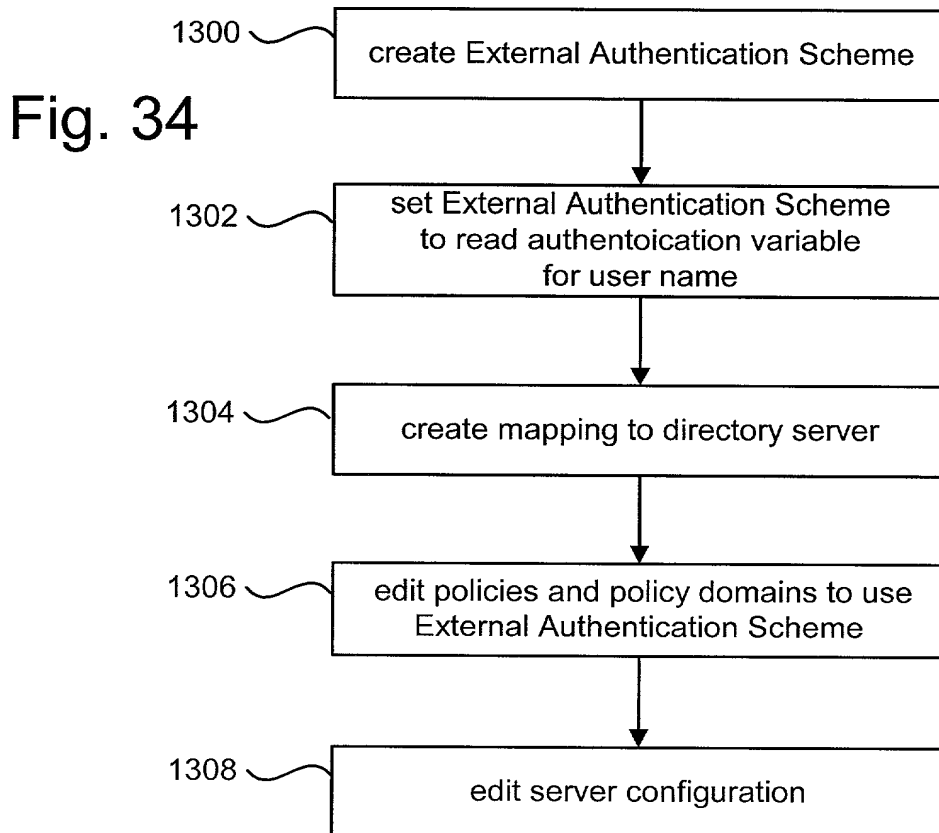 1300
create External Authentication Scheme
Fig. 34
1302
set External Authentication Scheme
to read authentoication variable
for user name
1304
create mapping to directory server
1306
edit policies and policy domains to use
External Authentication Scheme
1308
edit server configuration